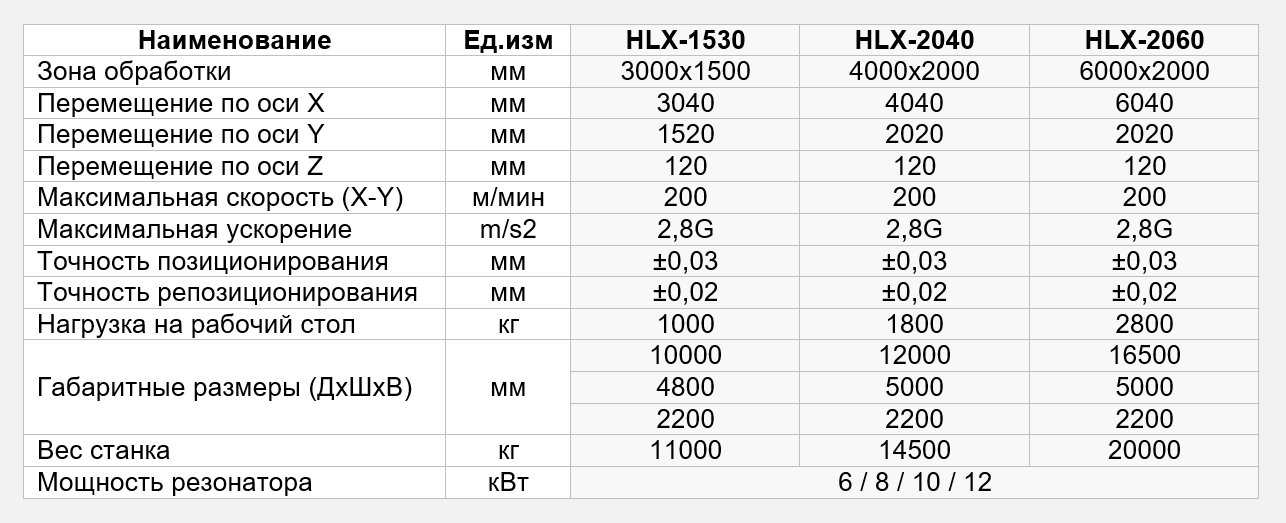 Наименование Ед.изм HLX-1530 HLX-2040 HLX-2060
Зона обработки мм 3000x1500 4000x2000 6000x2000
Перемещение по оси X мм 3040 4040 6040
Перемещение по оси Y мм 1520 2020 2020
Перемещение по оси Z мм 120 120 120
Максимальная скорость (X-Y) м/мин 200 200 200
Максимальная ускорение m/s2 2,8G 2,8G 2,8G
Точность позиционирования мм ±0,03 ±0,03 ±0,03
Точность репозиционирования мм ±0,02 ±0,02 ±0,02
Нагрузка на рабочий стол кг 1000 1800 2800
10000 12000 16500
Габаритные размеры (ДхШхВ) мм 4800 5000 5000
2200 2200 2200
Вес станка кг 11000 14500 20000
Мощность резонатора кВт 6 / 8 / 10 / 12